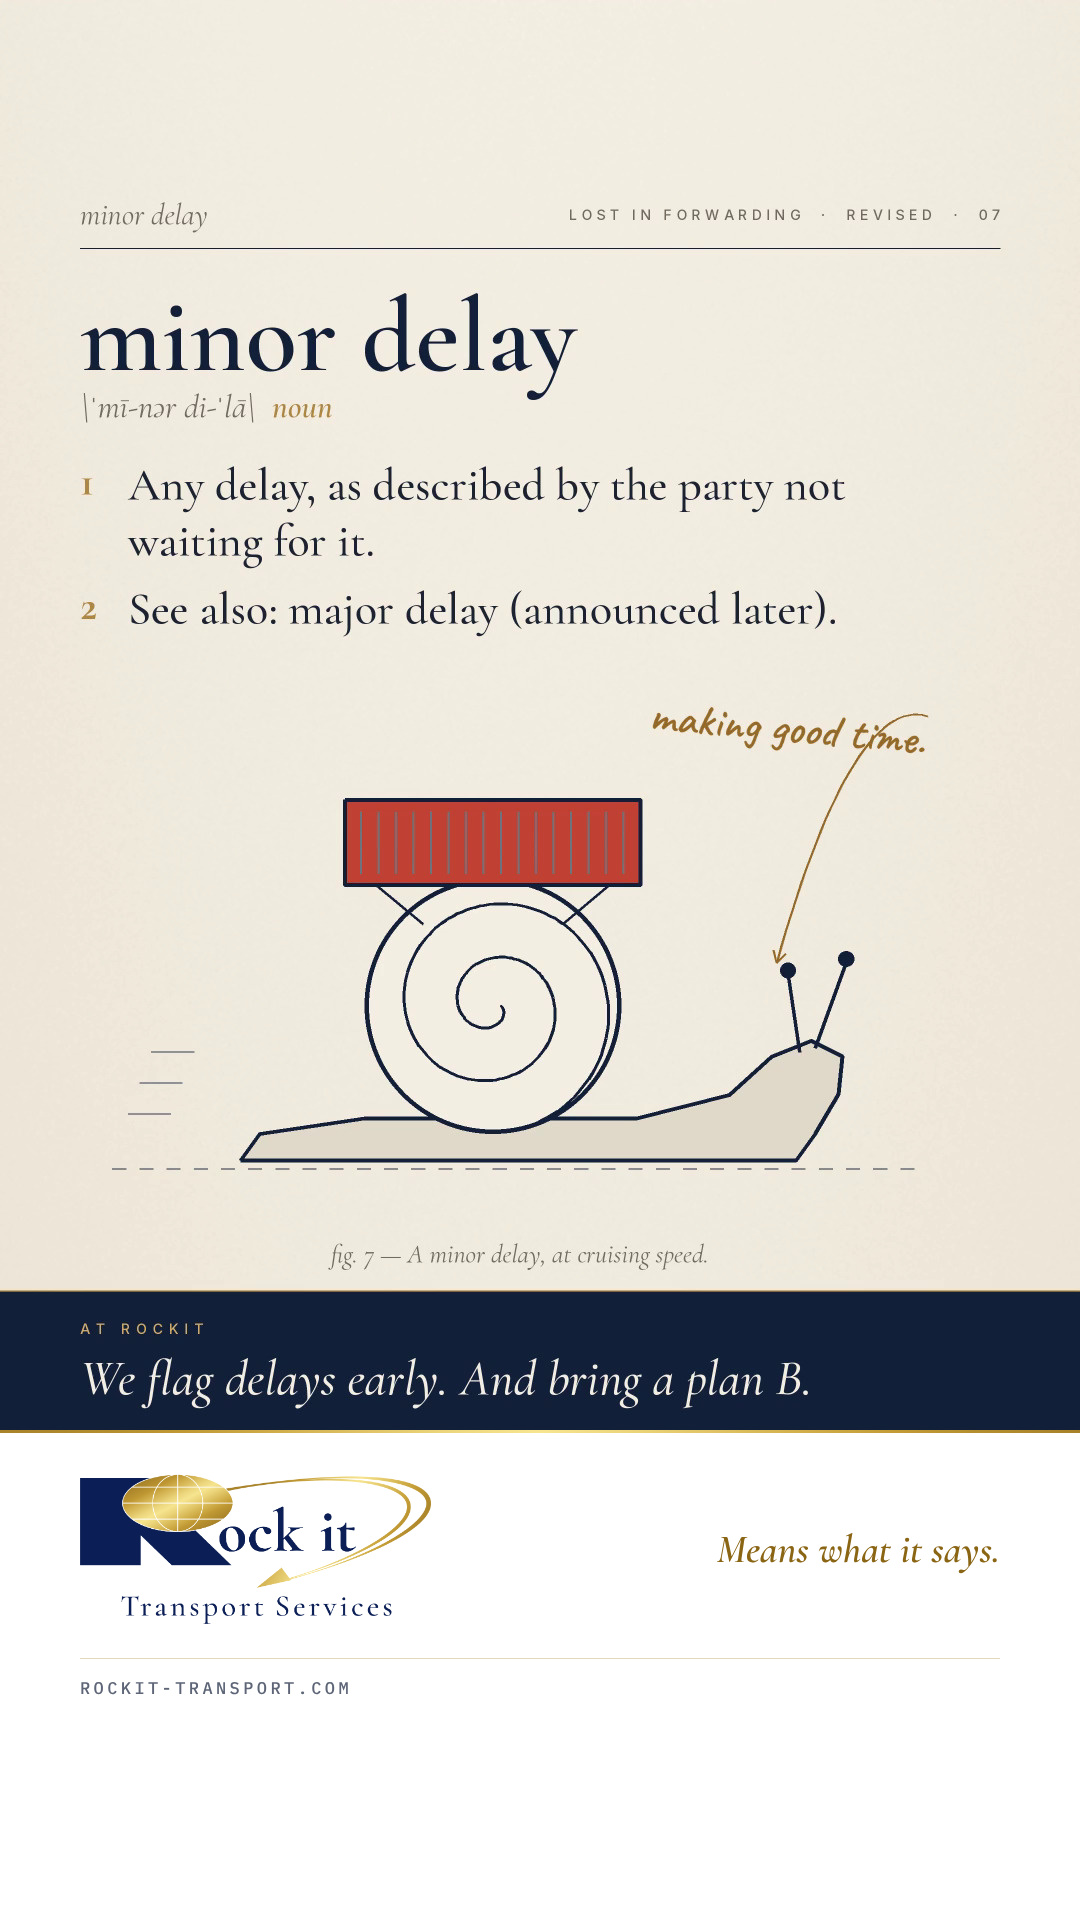 minor delay
LOST IN FORWARDING · REVISED · 07
minor delay
\ˈmī-nər di-ˈlā\ noun
1 Any delay, as described by the party not
waiting for it.
2 See also: major delay (announced later).
making good time.
fig. 7 — A minor delay, at cruising speed.
AT ROCKIT
We flag delays early. And bring a plan B.
Rock it
Transport Services
Means what it says.
ROCKIT-TRANSPORT.COM